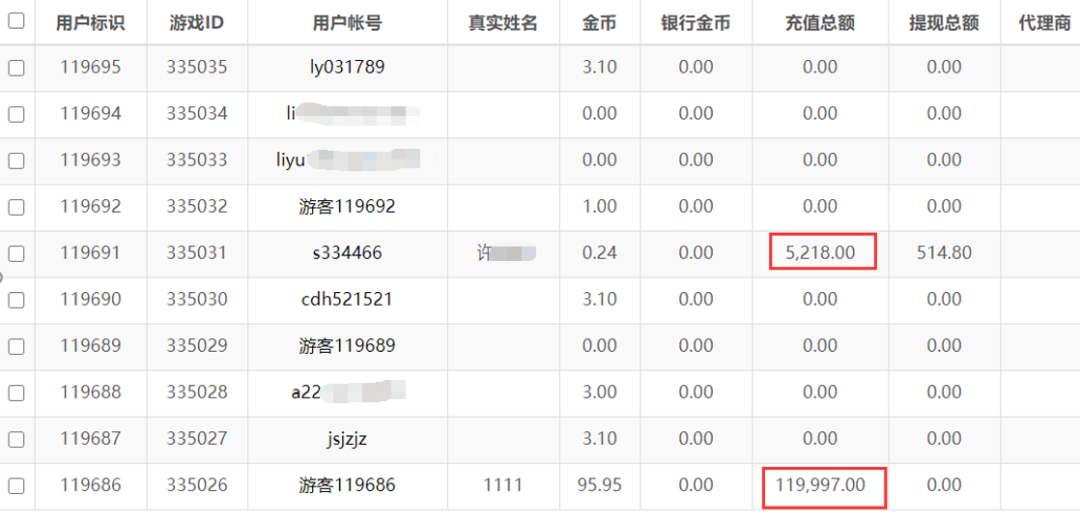 用户标识 游戏ID 用户帐号 真实姓名 金币 银行金币 充值总额 提现总额 代理商
119695 335035 ly031789 3.10 0.00 0.00 0.00
119694 335034 li 0.00 0.00 0.00 0.00
119693 335033 liyu 0.00 0.00 0.00 0.00
119692 335032 游客119692 1.00 0.00 0.00 0.00
119691 335031 s334466 许 0.24 0.00 5,218.00 514.80
119690 335030 cdh521521 3.10 0.00 0.00 0.00
119689 335029 游客119689 0.00 0.00 0.00 0.00
119688 335028 a22 3.00 0.00 0.00 0.00
119687 335027 jsjzjz 3.10 0.00 0.00 0.00
119686 335026 游客119686 1111 95.95 0.00 119,997.00 0.00